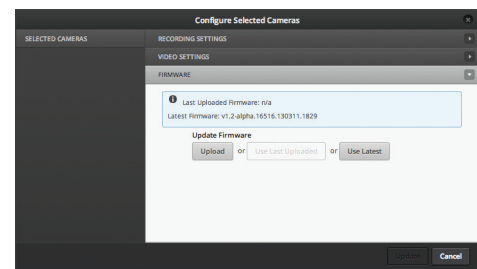 Configure Selected Cameras
SELECTED CAMERAS
RECORDING SETTINGS
VIDEO SETTINGS
FIRMWARE
Last Uploaded Firmware: n/a
Latest Firmware: v1.2-alpha.16516.130311.1829
Update Firmware
Upload or Use Last Uploaded or Use Latest
Update Cancel